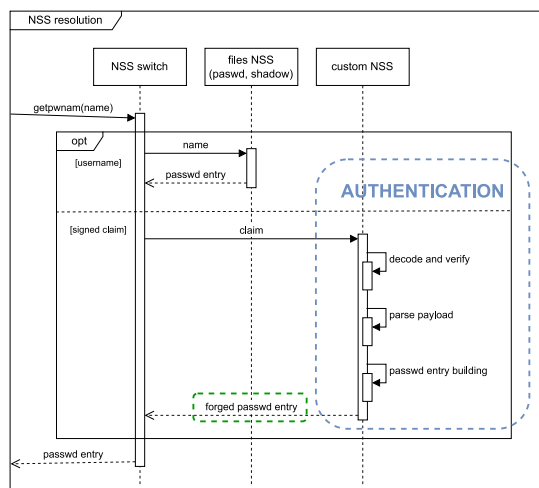 NSS resolution
NSS switch
files NSS
(paswd, shadow)
custom NSS
getpwnam(name)
opt
[username]
name
passwd entry
AUTHENTICATION
[signed claim]
claim
decode and verify
parse payload
passwd entry building
forged passwd entry
passwd entry